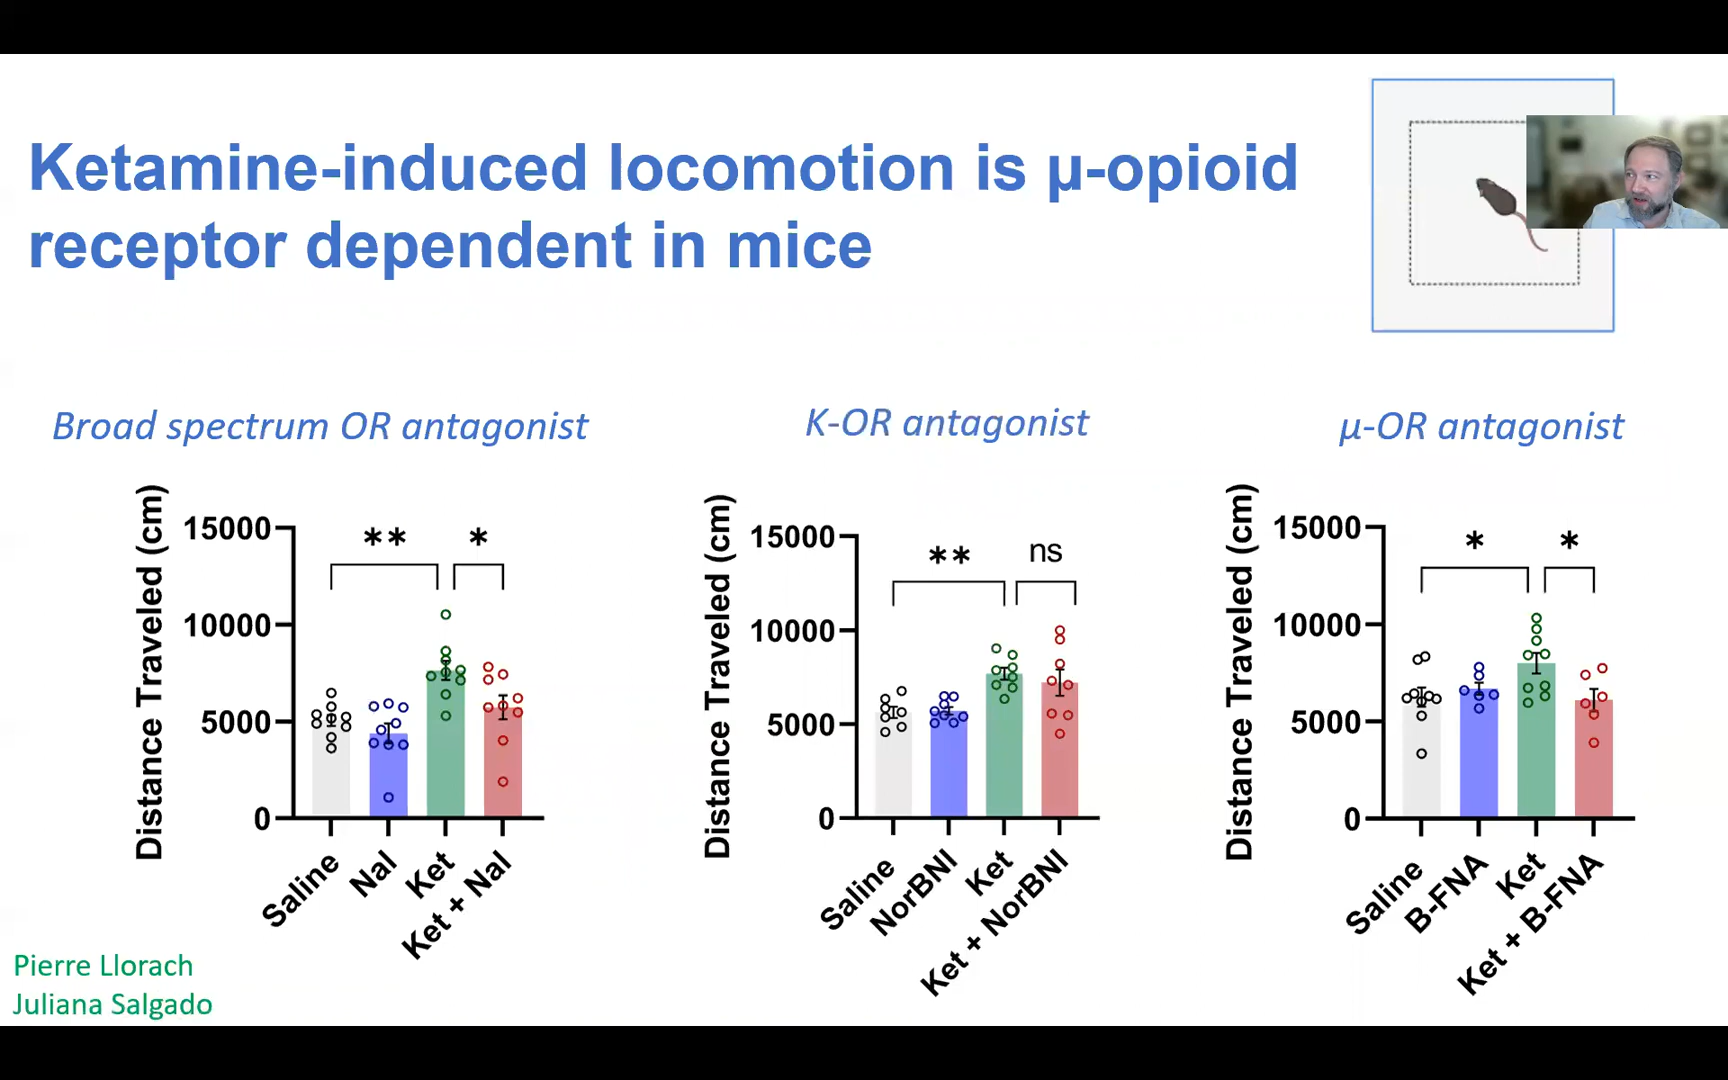 Ketamine-induced locomotion is µ-opioid
receptor dependent in mice
Broad spectrum OR antagonist
K-OR antagonist
µ-OR antagonist
Distance Traveled (cm)
15000
10000
5000
0
** *
Saline
Nal
Ket
Ket + Nal
Distance Traveled (cm)
15000
10000
5000
0
** ns
Saline
NorBNI
Ket
Ket + NorBNI
Distance Traveled (cm)
15000
10000
5000
0
* *
Saline
B-FNA
Ket
Ket + B-FNA
Pierre Llorach
Juliana Salgado